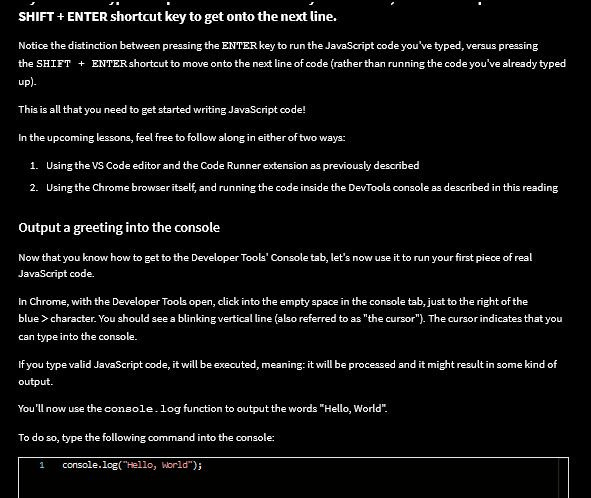 SHIFT + ENTER shortcut key to get onto the next line.
Notice the distinction between pressing the ENTER key to run the JavaScript code you've typed, versus pressing
the SHIFT + ENTER shortcut to move onto the next line of code (rather than running the code you've already typed
up).
This is all that you need to get started writing JavaScript code!
In the upcoming lessons, feel free to follow along in either of two ways:
1. Using the VS Code editor and the Code Runner extension as previously described
2. Using the Chrome browser itself, and running the code inside the DevTools console as described in this reading
Output a greeting into the console
Now that you know how to get to the Developer Tools' Console tab, let's now use it to run your first piece of real
JavaScript code.
In Chrome, with the Developer Tools open, click into the empty space in the console tab, just to the right of the
blue > character. You should see a blinking vertical line (also referred to as "the cursor"). The cursor indicates that you
can type into the console.
If you type valid JavaScript code, it will be executed, meaning: it will be processed and it might result in some kind of
output.
You'll now use the console.log function to output the words "Hello, World".
To do so, type the following command into the console:
1 console.log("Hello, World");